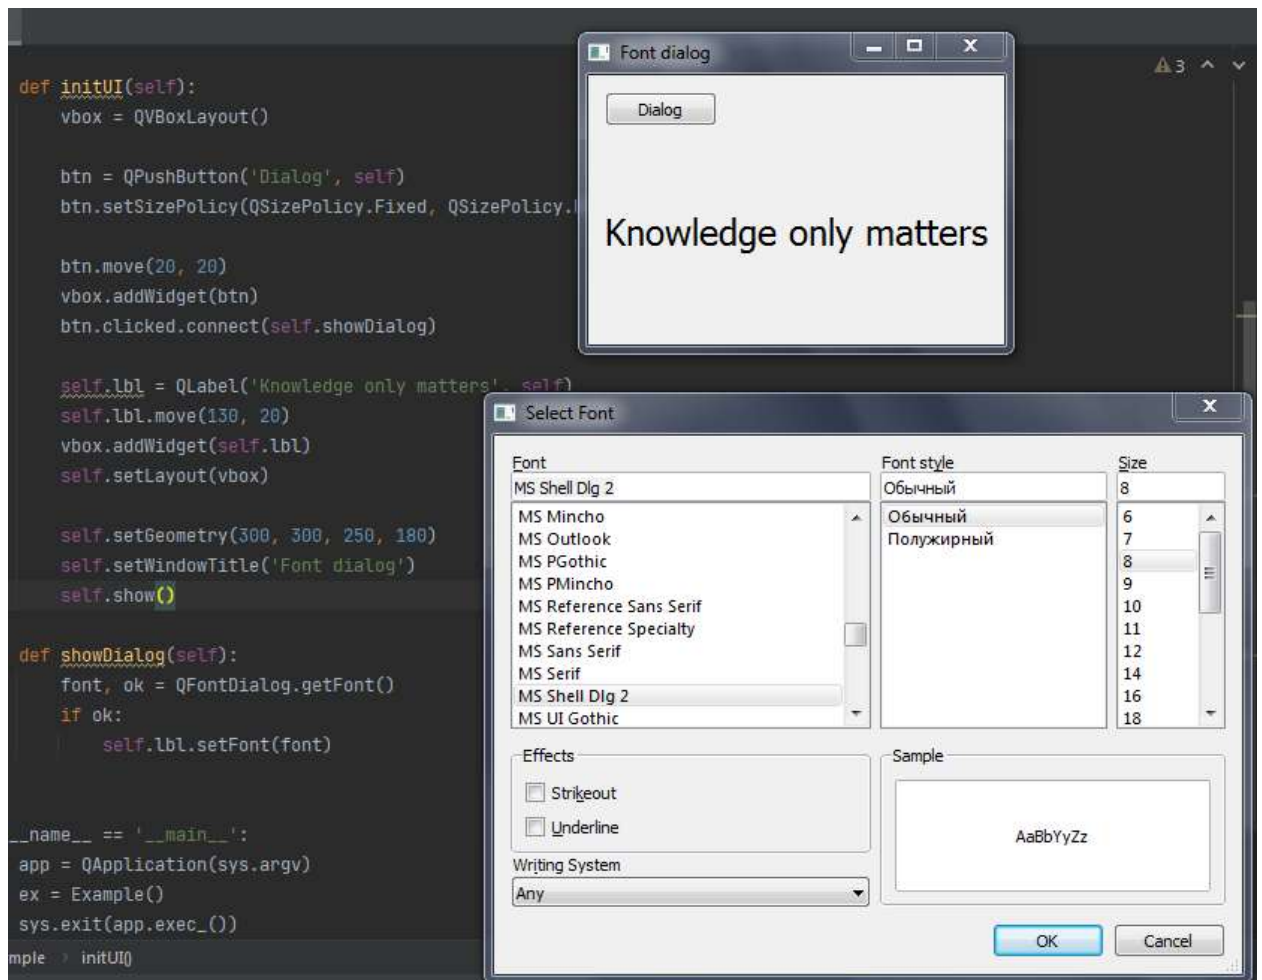 def initUI(self):
vbox = QVBoxLayout()
btn = QPushButton('Dialog', self)
btn.setSizePolicy(QSizePolicy.Fixed, QSizePolicy.
btn.move(20, 20)
vbox.addWidget(btn)
btn.clicked.connect(self.showDialog)
self.lbl = QLabel('Knowledge only matters', self)
self.lbl.move(130, 20)
vbox.addWidget(self.lbl)
self.setLayout(vbox)
self.setGeometry(300, 300, 250, 180)
self.setWindowTitle('Font dialog')
self.show()
def showDialog(self):
font, ok = QFontDialog.getFont()
if ok:
self.lbl.setFont(font)
__name__ == '__main__':
app = QApplication(sys.argv)
ex = Example()
sys.exit(app.exec_())
mple > initUI()
3
Font dialog
Dialog
Knowledge only matters
Select Font
Font
MS Shell Dlg 2
MS Mincho
MS Outlook
MS PGothic
MS PMincho
MS Reference Sans Serif
MS Reference Specialty
MS Sans Serif
MS Serif
MS Shell Dlg 2
MS UI Gothic
Font style
Обычный
Обычный
Полужирный
Size
8
6
7
8
9
10
11
12
14
16
18
Effects
Strikeout
Underline
Writing System
Any
Sample
AaBbYyZz
OK
Cancel